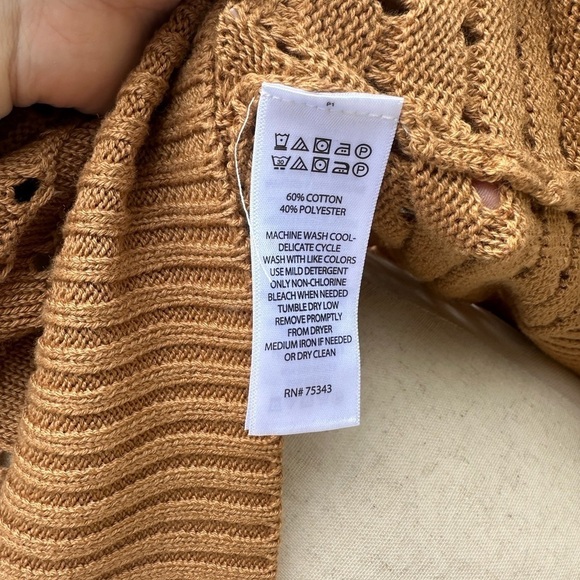 60% COTTON
40% POLYESTER
MACHINE WASH COOL-
DELICATE CYCLE
WASH WITH LIKE COLORS
USE MILD DETERGENT
ONLY NON-CHLORINE
BLEACH WHEN NEEDED
TUMBLE DRY LOW
REMOVE PROMPTLY
FROM DRYER
MEDIUM IRON IF NEEDED
OR DRY CLEAN
RN# 75343